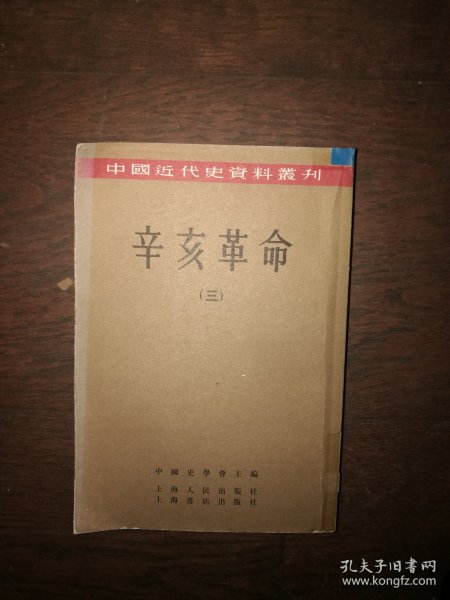 中國近代史資料叢刊
辛亥革命
(三)
中國史學會主編
上海人民出版社
上海書店出版社
孔夫子旧书网
www.kongfz.com